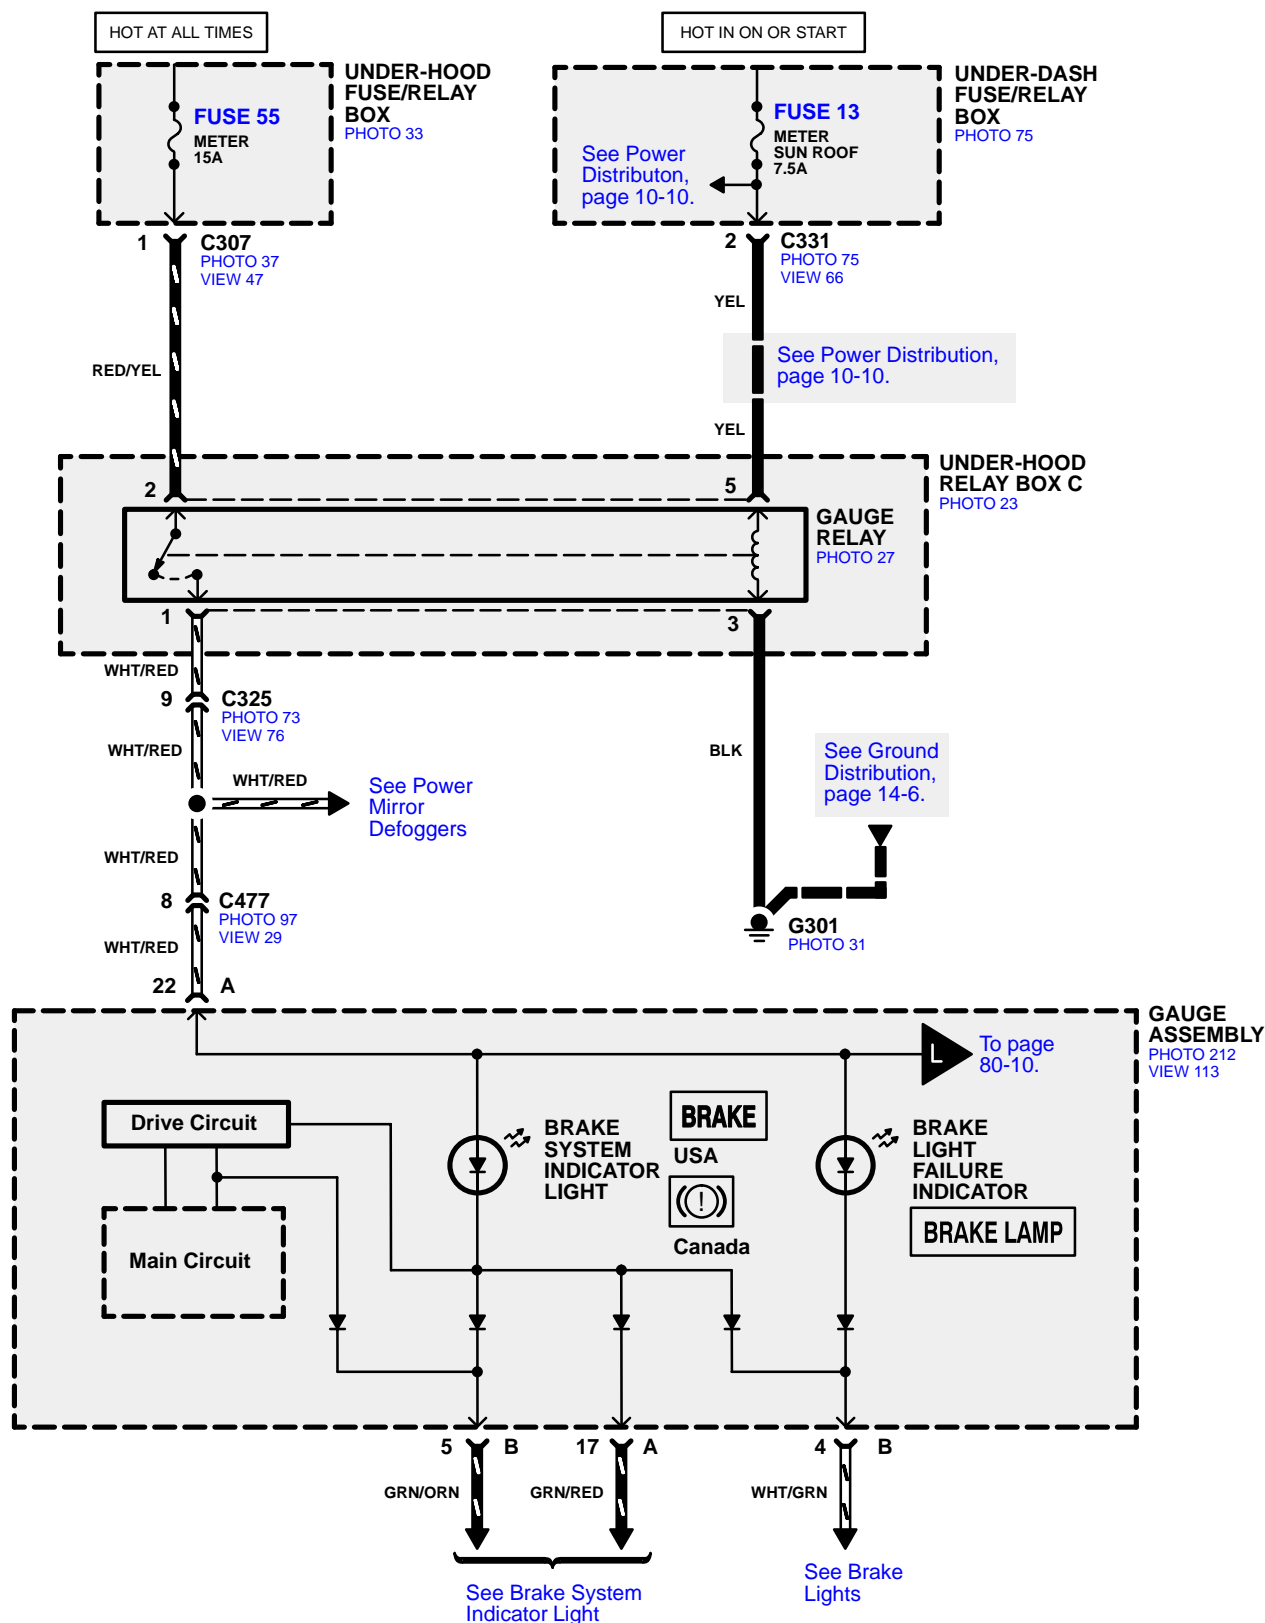 HOT AT ALL TIMES
HOT IN ON OR START
UNDER-HOOD
FUSE/RELAY
BOX
PHOTO 33
FUSE 55
METER
15A
UNDER-DASH
FUSE/RELAY
BOX
PHOTO 75
FUSE 13
METER
SUN ROOF
7.5A
See Power
Distributon,
page 10-10.
1
C307
PHOTO 37
VIEW 47
2
C331
PHOTO 75
VIEW 66
YEL
See Power Distribution,
page 10-10.
RED/YEL
YEL
UNDER-HOOD
RELAY BOX C
PHOTO 23
2
5
GAUGE
RELAY
PHOTO 27
1
3
WHT/RED
9
C325
PHOTO 73
VIEW 76
WHT/RED
BLK
See Ground
Distribution,
page 14-6.
WHT/RED
See Power
Mirror
Defoggers
WHT/RED
8
C477
PHOTO 97
VIEW 29
WHT/RED
G301
PHOTO 31
22
A
GAUGE
ASSEMBLY
PHOTO 212
VIEW 113
L
To page
80-10.
Drive Circuit
BRAKE
SYSTEM
INDICATOR
LIGHT
BRAKE
USA
(!)
Canada
BRAKE
LIGHT
FAILURE
INDICATOR
BRAKE LAMP
Main Circuit
5
B
17
A
4
B
GRN/ORN
GRN/RED
WHT/GRN
See Brake System
Indicator Light
See Brake
Lights